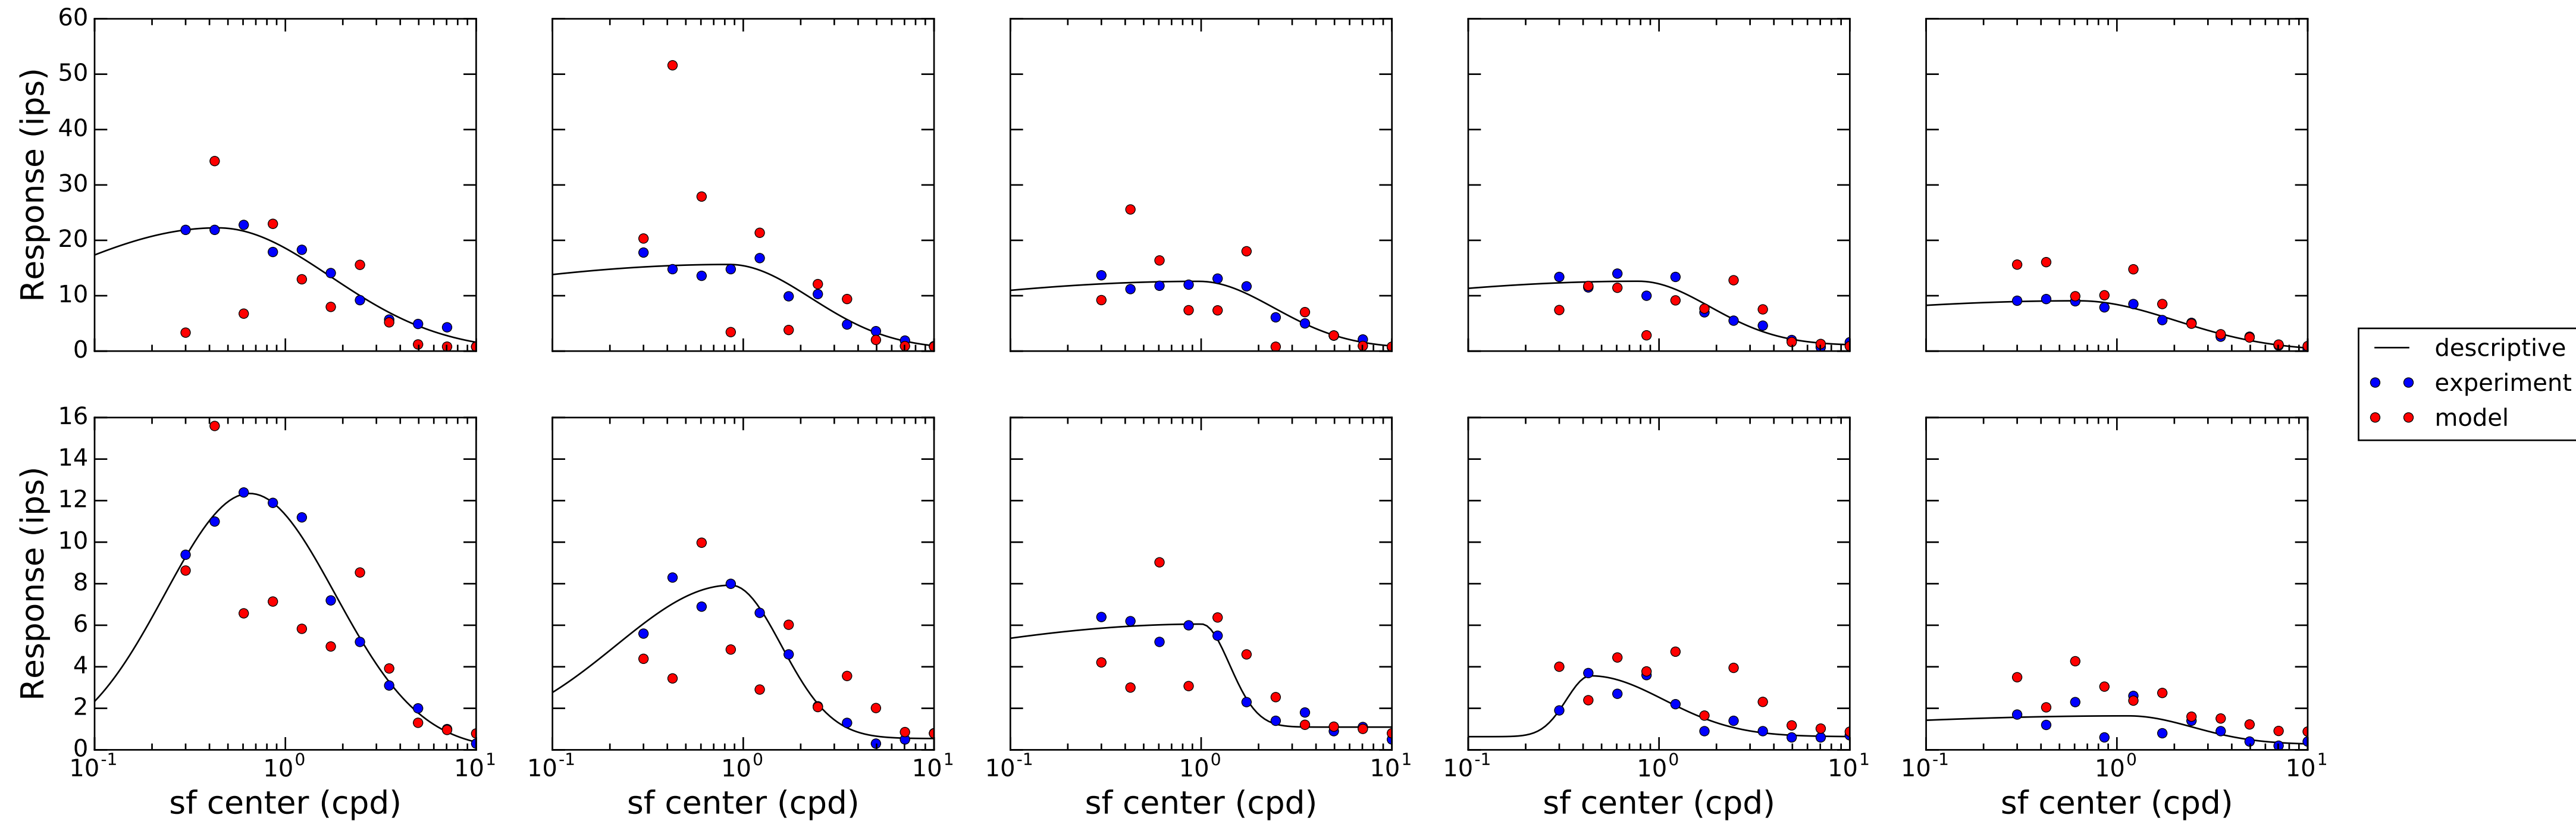 60
50
40
30
20
10
0
Response (ips)
descriptive
experiment
model
16
14
12
10
8
6
4
2
0
Response (ips)
10-1 100 101
10-1 100 101
10-1 100 101
10-1 100 101
10-1 100 101
sf center (cpd)
sf center (cpd)
sf center (cpd)
sf center (cpd)
sf center (cpd)